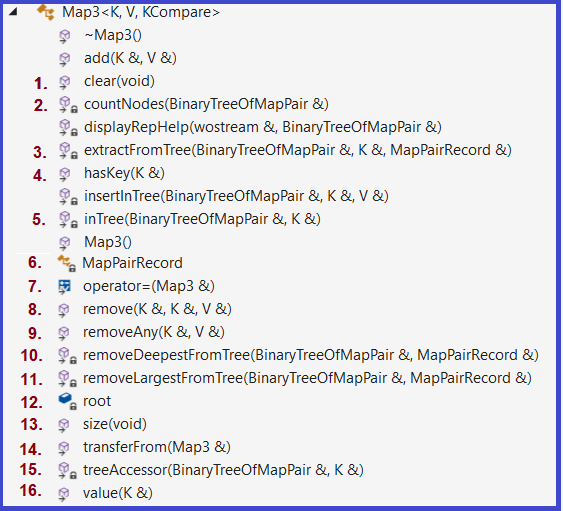 Map3<K, V, KCompare>
~Map3()
add(K &, V &)
1. clear(void)
2. countNodes(BinaryTreeOfMapPair &)
displayRepHelp(wostream &, BinaryTreeOfMapPair &)
3. extractFromTree(BinaryTreeOfMapPair &, K &, MapPairRecord &)
4. hasKey(K &)
insertInTree(BinaryTreeOfMapPair &, K &, V &)
5. inTree(BinaryTreeOfMapPair &, K &)
Map3()
6. MapPairRecord
7. operator=(Map3 &)
8. remove(K &, K &, V &)
9. removeAny(K &, V &)
10. removeDeepestFromTree(BinaryTreeOfMapPair &, MapPairRecord &)
11. removeLargestFromTree(BinaryTreeOfMapPair &, MapPairRecord &)
12. root
13. size(void)
14. transferFrom(Map3 &)
15. treeAccessor(BinaryTreeOfMapPair &, K &)
16. value(K &)